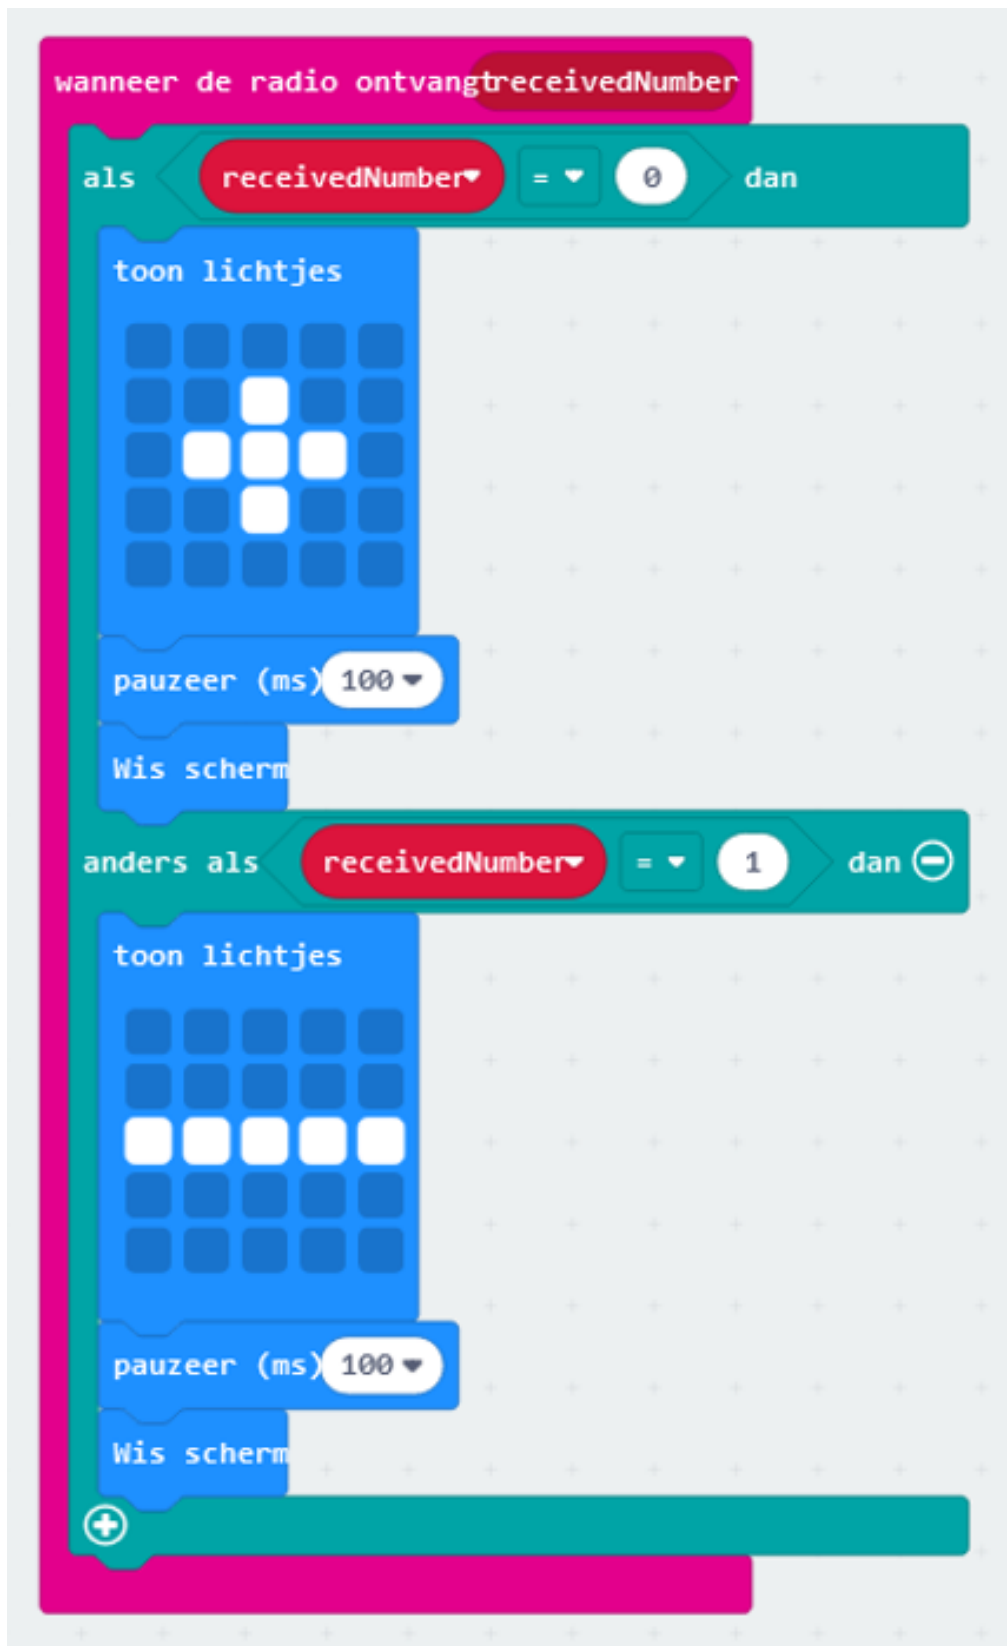 wanneer de radio ontvangt receivedNumber
als receivedNumber = 0 dan
toon lichtjes
pauzeer (ms) 100
Wis scherm
anders als receivedNumber = 1 dan
toon lichtjes
pauzeer (ms) 100
Wis scherm